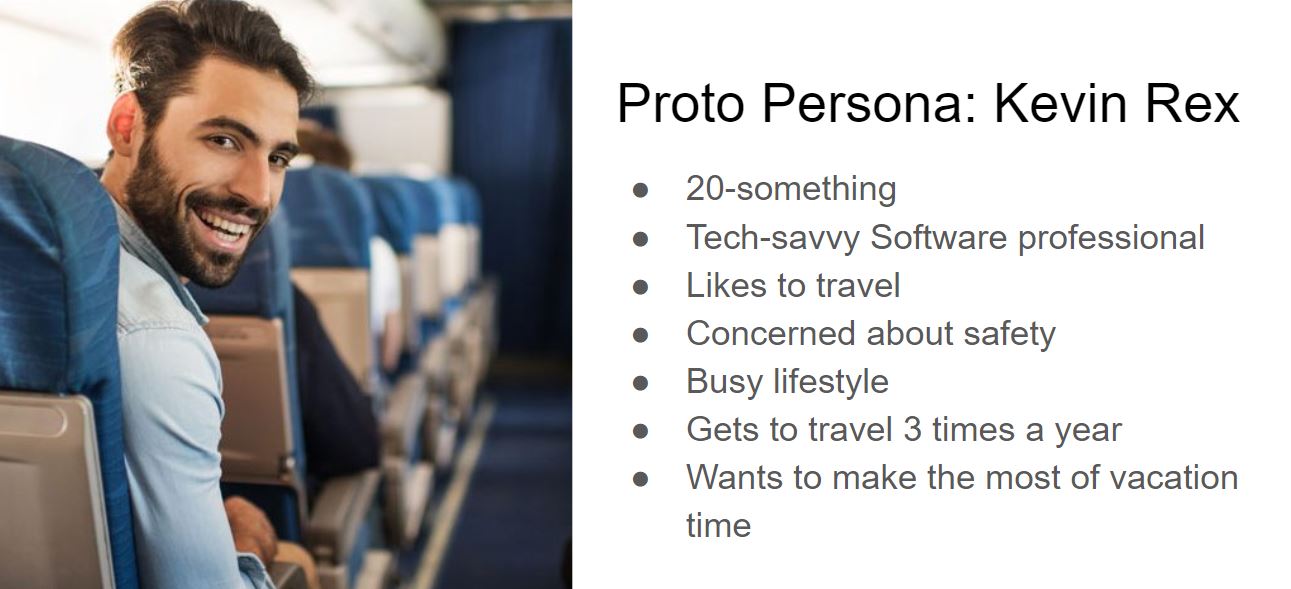 Proto Persona: Kevin Rex
● 20-something
● Tech-savvy Software professional
● Likes to travel
● Concerned about safety
● Busy lifestyle
● Gets to travel 3 times a year
● Wants to make the most of vacation
time